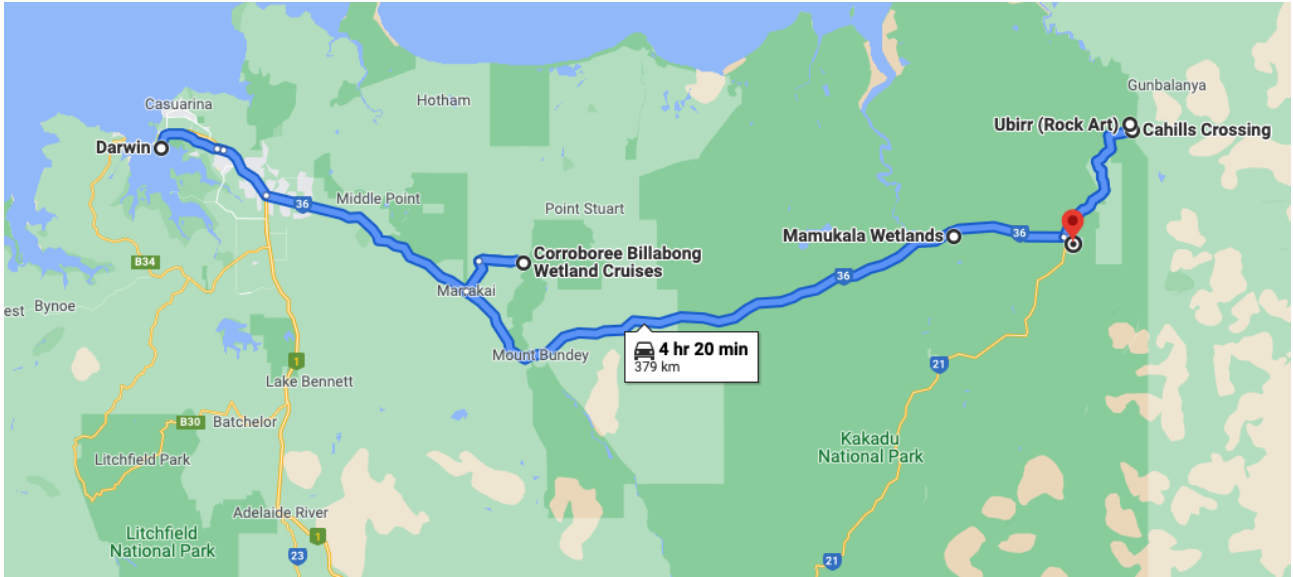 Gunbalanya
Hotham
Casuarina
Ubirr (Rock Art)
Cahills Crossing
Darwin
36
Middle Point
Point Stuart
Mamukala Wetlands
36
Corroboree Billabong
Wetland Cruises
B34
36
Marrakai
est
Bynoe
4 hr 20 min
379 km
Mount Bundey
1
21
Lake Bennett
B30
Batchelor
Kakadu
National Park
Litchfield Park
Adelaide River
Litchfield
National Park
1
23
21